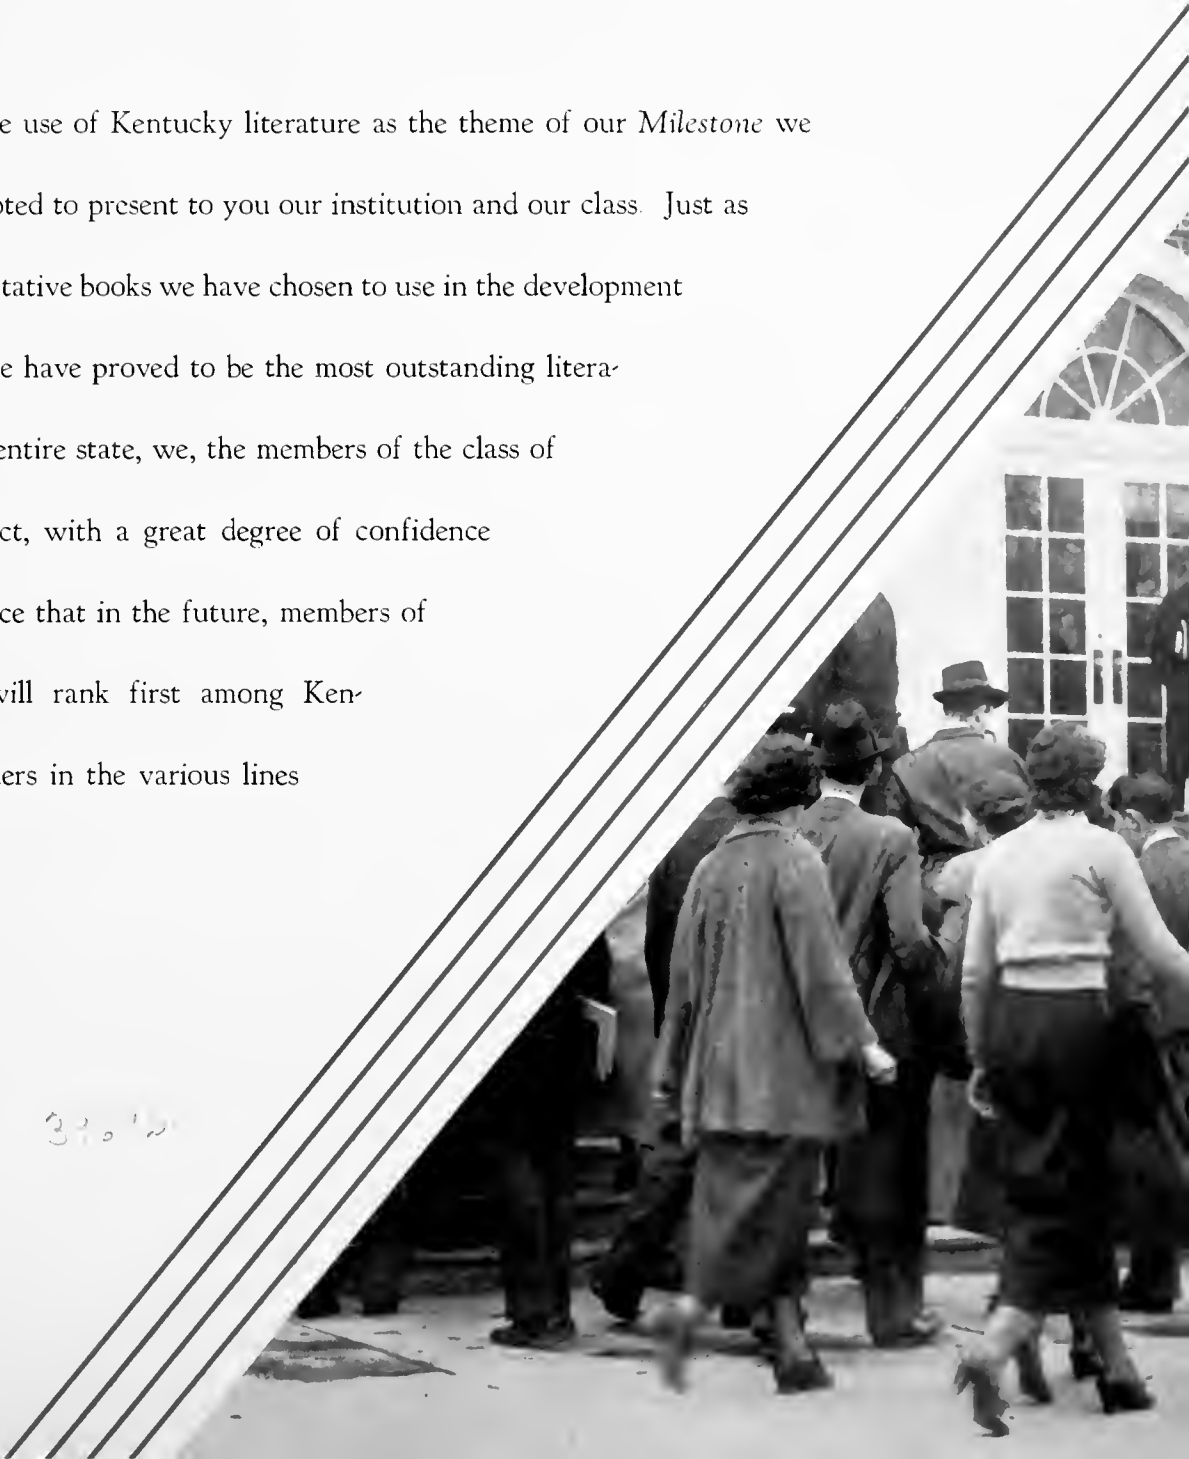 e use of Kentucky literature as the theme of our Milestone we
oted to present to you our institution and our class. Just as
tative books we have chosen to use in the development
e have proved to be the most outstanding litera-
entire state, we, the members of the class of
ct, with a great degree of confidence
ce that in the future, members of
will rank first among Ken-
ers in the various lines